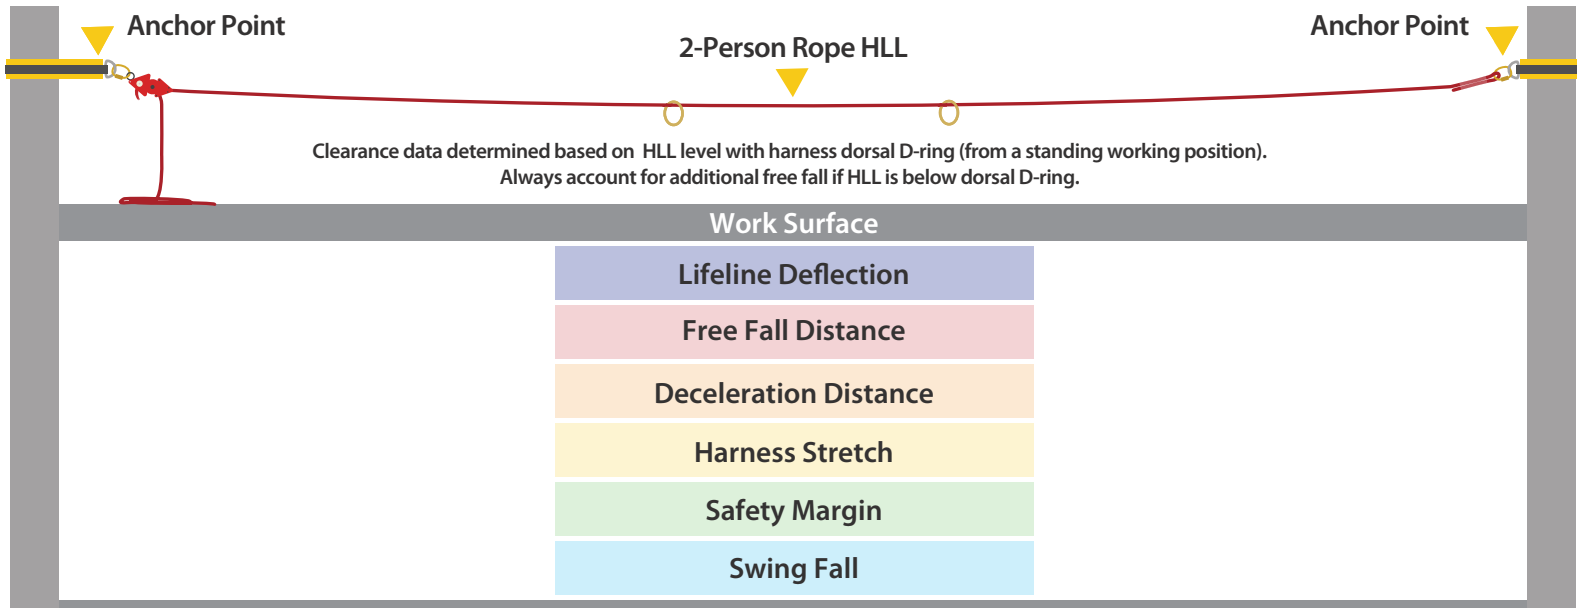 Anchor Point
Anchor Point
2-Person Rope HLL
Clearance data determined based on HLL level with harness dorsal D-ring (from a standing working position).
Always account for additional free fall if HLL is below dorsal D-ring.
Work Surface
Lifeline Deflection
Free Fall Distance
Deceleration Distance
Harness Stretch
Safety Margin
Swing Fall